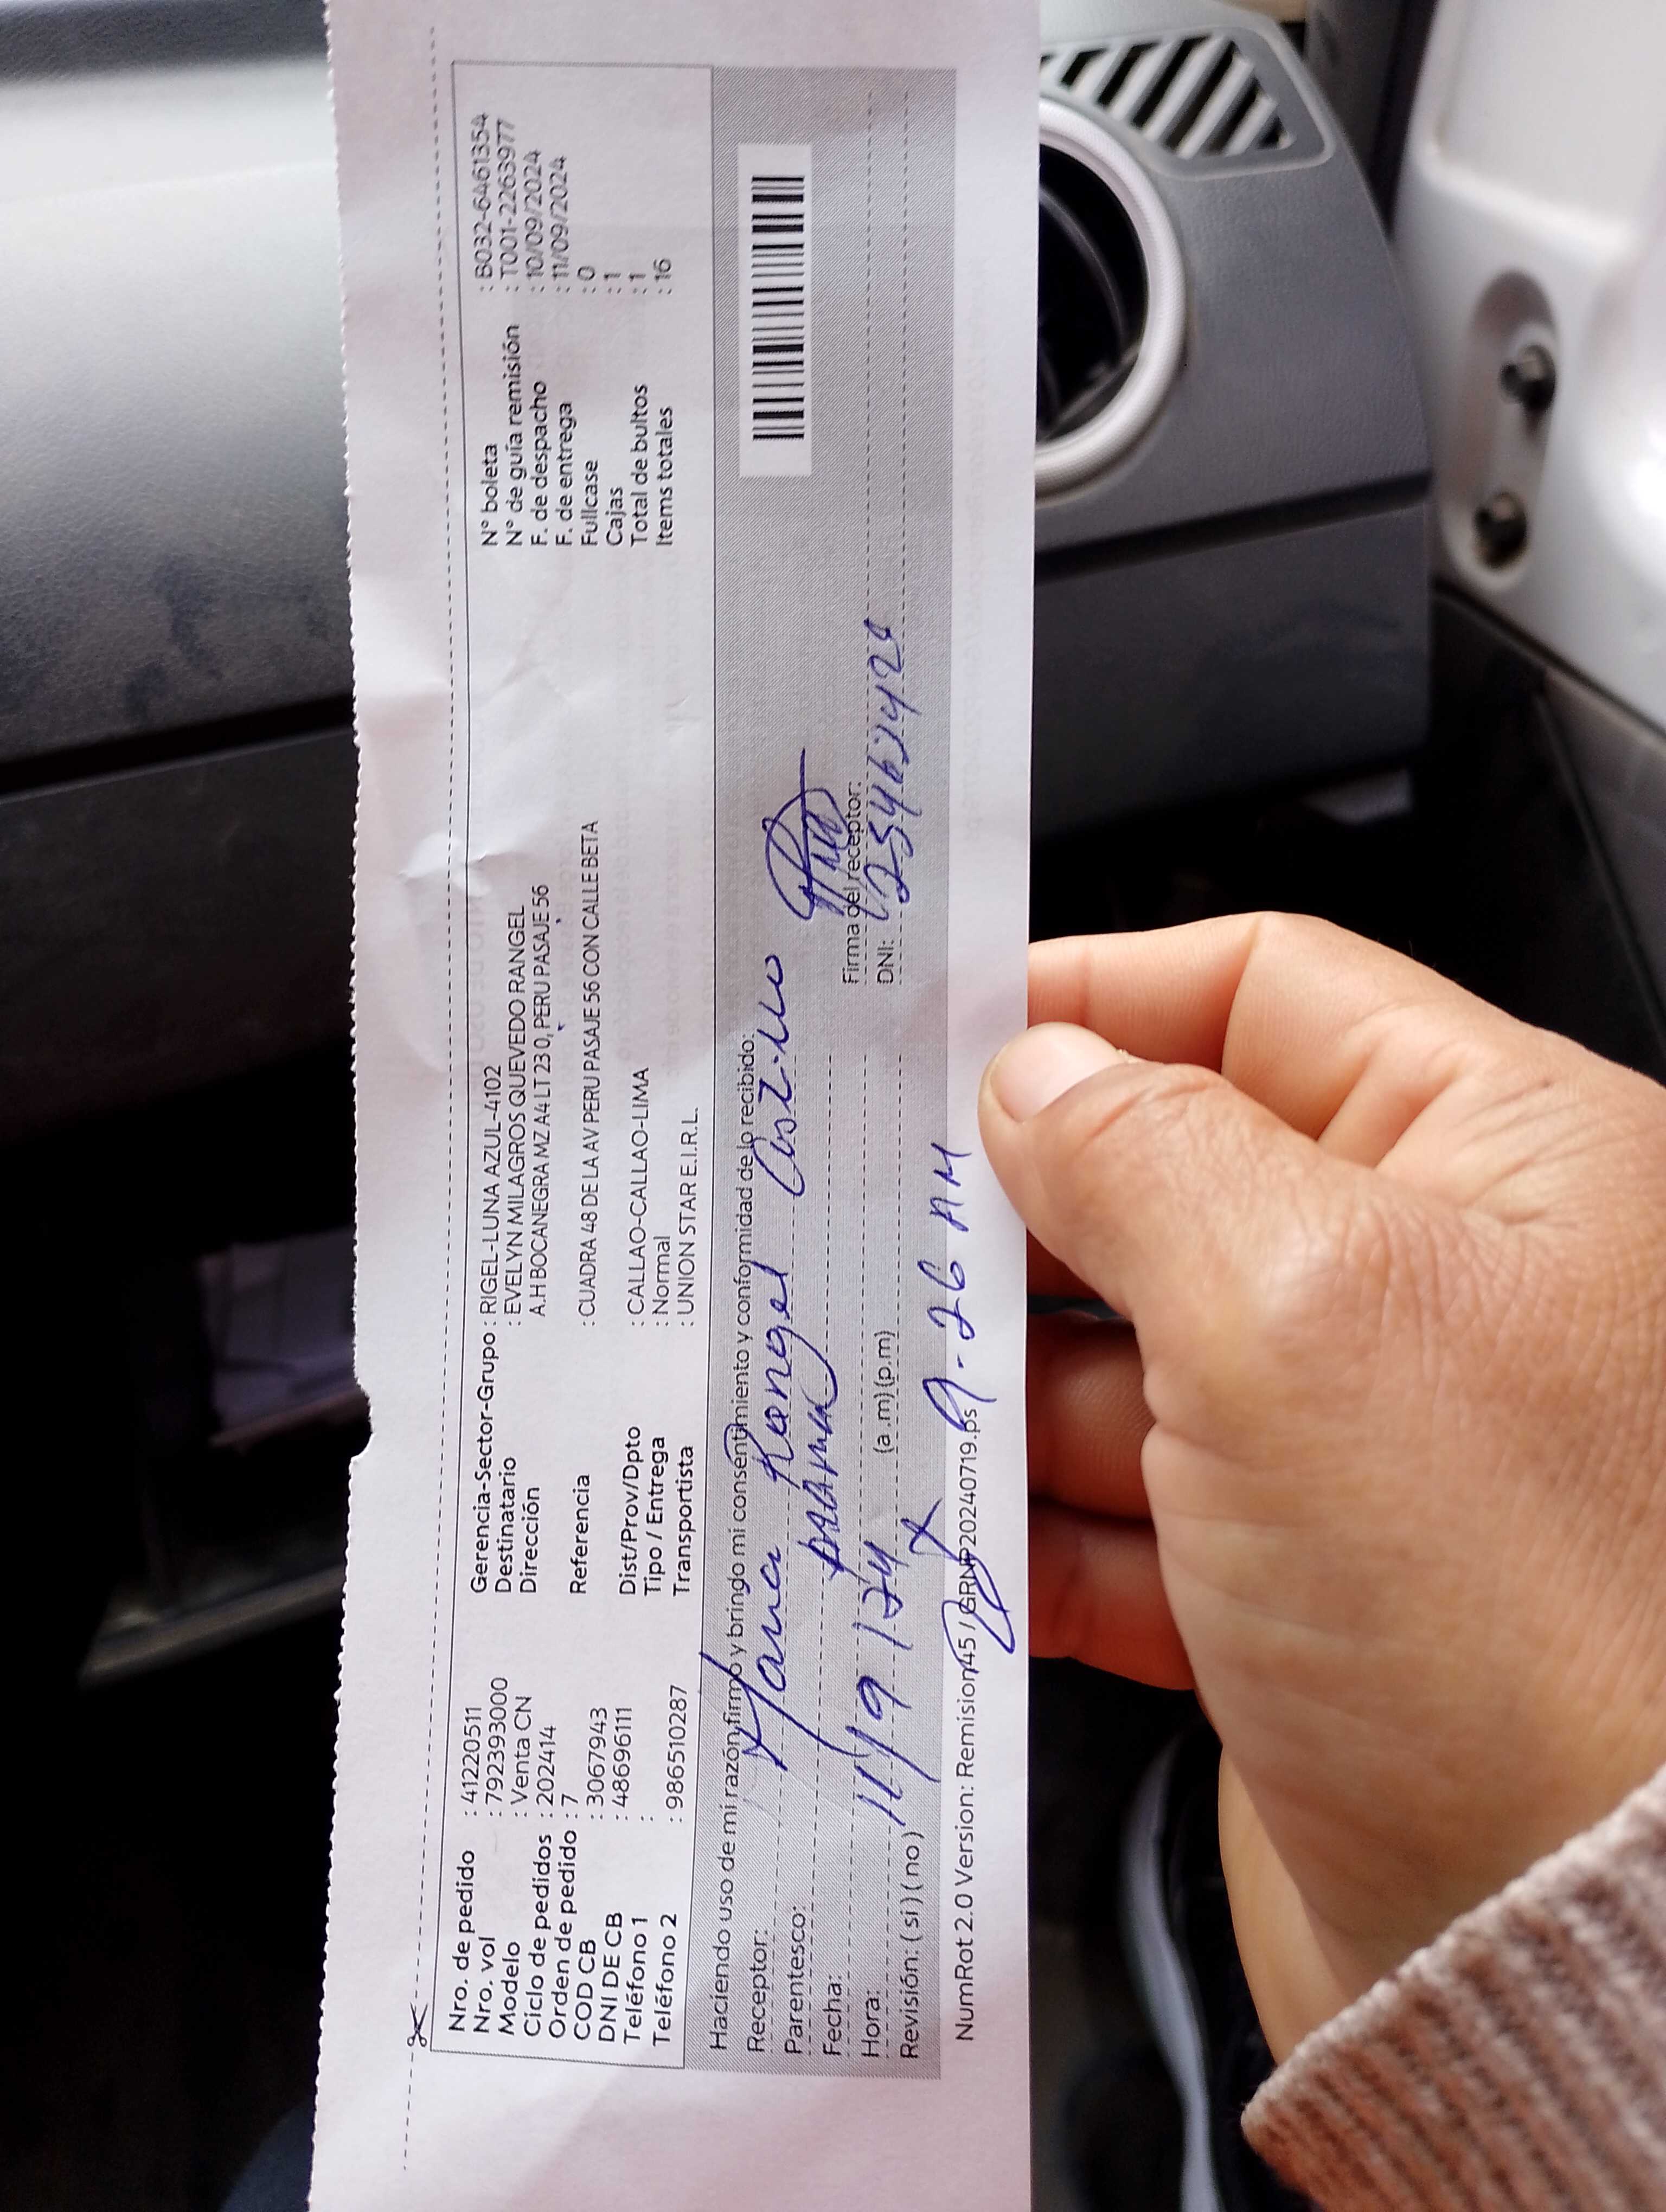 Nro. de pedido : 41220511
Nro. vol : 792393000
Modelo : Venta CN
Ciclo de pedidos : 202414
Orden de pedido : 7
COD CB : 3067943
DNI DE CB : 48696111
Teléfono 1 :
Teléfono 2 : 986510287
Gerencia-Sector-Grupo : RIGEL-LUNA AZUL-4102
Destinatario : EVELYN MILAGROS QUEVEDO RANGEL
Dirección A.H BOCANEGRA MZ A4 LT 23 0, PERU PASAJE 56
Referencia : CUADRA 48 DE LA AV PERU PASAJE 56 CON CALLE BETA
Dist/Prov/Dpto : CALLAO-CALLAO-LIMA
Tipo / Entrega : Normal
Transportista : UNION STAR E.I.R.L.
N° boleta : B032-6461354
N° de guía remisión : T001-2263977
F. de despacho : 10/09/2024
F. de entrega : 11/09/2024
Fullcase : 0
Cajas : 1
Total de bultos : 1
Items totales : 16
Haciendo uso de mi razón firmo y bringo mi consentimiento y conformidad de lo recibido:
Receptor: Rangel
Parentesco: mama
Fecha: 11/9/24
Hora: (a .m) (p.m)
Revisión: ( si ) ( no )
Firma del receptor:
DNI:
9-26 AM
NumRot 2.0 Version: Remision45 / GRNP20240719.ps